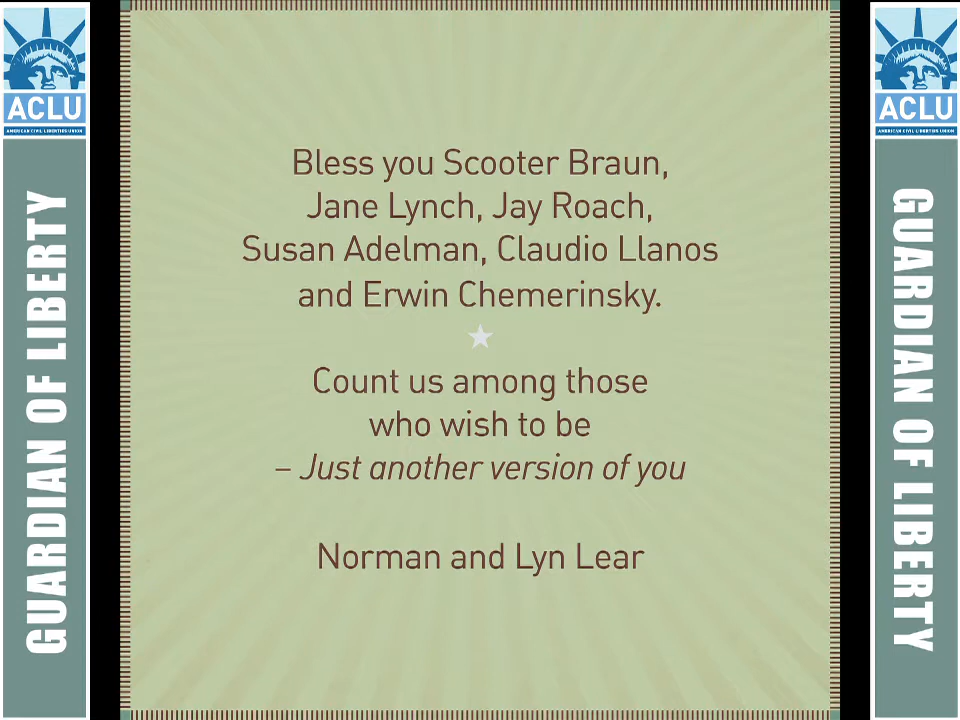 ACLU
AMERICAN CIVIL LIBERTIES UNION
GUARDIAN OF LIBERTY
Bless you Scooter Braun,
Jane Lynch, Jay Roach,
Susan Adelman, Claudio Llanos
and Erwin Chemerinsky.
Count us among those
who wish to be
– Just another version of you
Norman and Lyn Lear
ACLU
AMERICAN CIVIL LIBERTIES UNION
GUARDIAN OF LIBERTY